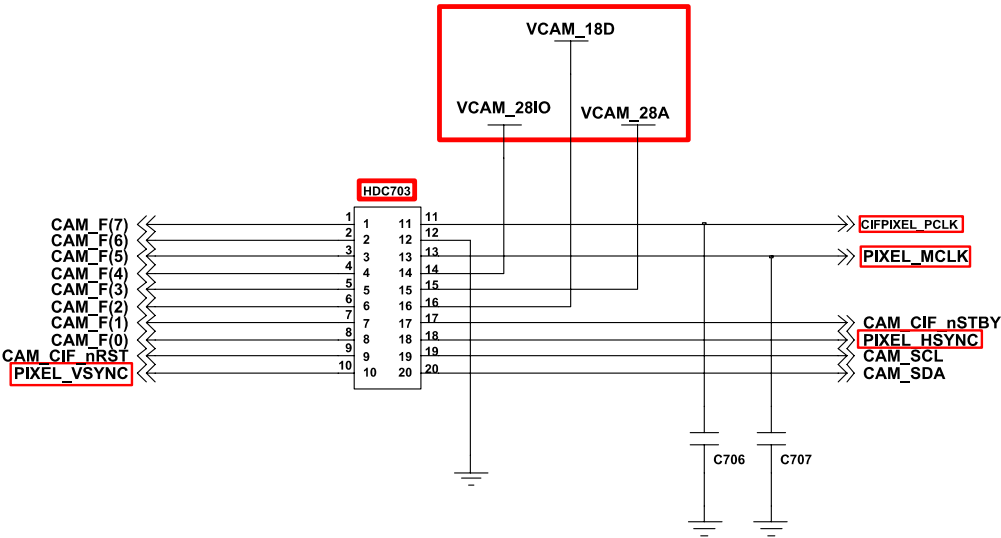 VCAM_18D
VCAM_28IO
VCAM_28A
HDC703
CAM_F(7) 1 1 11 11 CIFPIXEL_PCLK
CAM_F(6) 2 2 12 12
CAM_F(5) 3 3 13 13 PIXEL_MCLK
CAM_F(4) 4 4 14 14
CAM_F(3) 5 5 15 15
CAM_F(2) 6 6 16 16
CAM_F(1) 7 7 17 17 CAM_CIF_nSTBY
CAM_F(0) 8 8 18 18 PIXEL_HSYNC
CAM_CIF_nRST 9 9 19 19 CAM_SCL
PIXEL_VSYNC 10 10 20 20 CAM_SDA
C706 C707